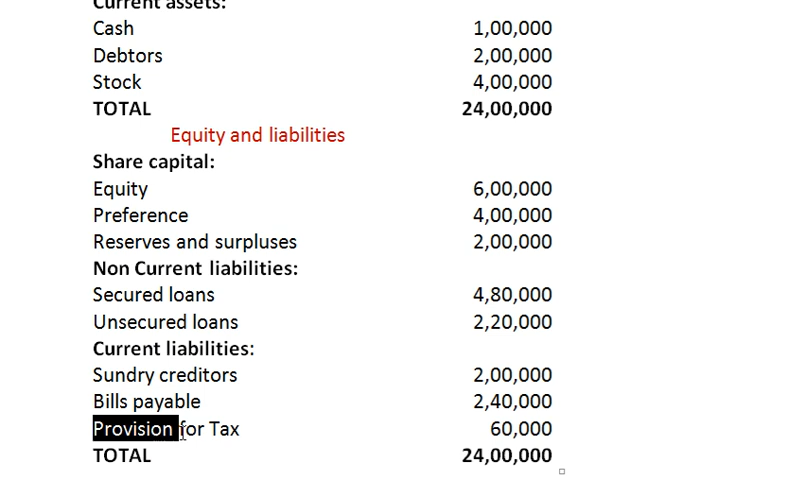 Current assets:
Cash 1,00,000
Debtors 2,00,000
Stock 4,00,000
TOTAL 24,00,000
Equity and liabilities
Share capital:
Equity 6,00,000
Preference 4,00,000
Reserves and surpluses 2,00,000
Non Current liabilities:
Secured loans 4,80,000
Unsecured loans 2,20,000
Current liabilities:
Sundry creditors 2,00,000
Bills payable 2,40,000
Provision for Tax 60,000
TOTAL 24,00,000